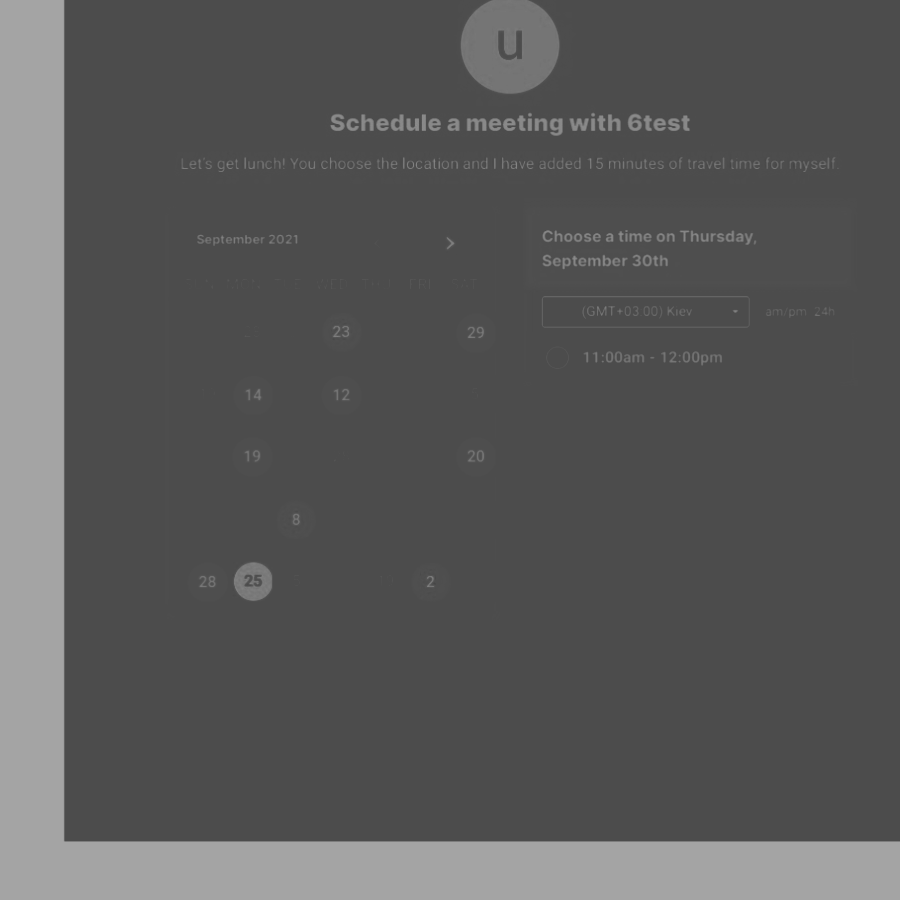 u
Schedule a meeting with 6test
Let's get lunch! You choose the location and I have added 15 minutes of travel time for myself.
September 2021
SUN MON TUE WED THU FRI SAT
23 29
14 12
19 20
8
28 25 2
Choose a time on Thursday,
September 30th
(GMT+03:00) Kiev am/pm 24h
11:00am - 12:00pm